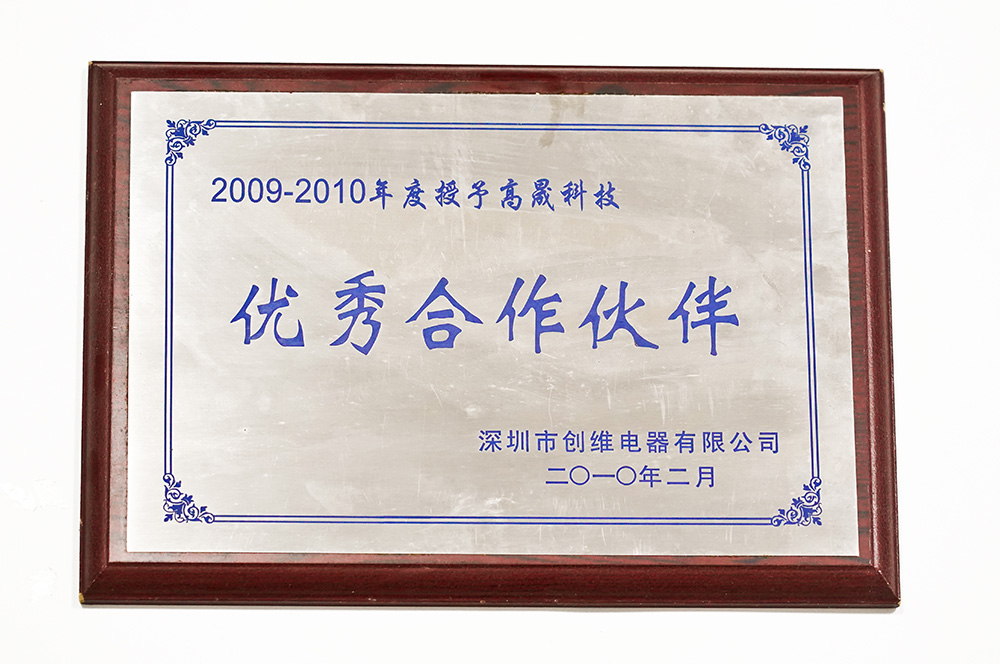 2009-2010年度授予高晟科技
优秀合作伙伴
深圳市创维电器有限公司
二〇一〇年二月